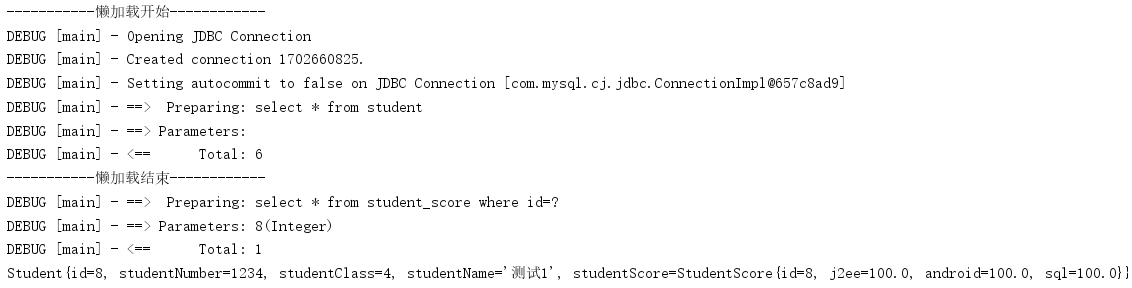 -----------懒加载开始------------
DEBUG [main] - Opening JDBC Connection
DEBUG [main] - Created connection 1702660825.
DEBUG [main] - Setting autocommit to false on JDBC Connection [com.mysql.cj.jdbc.ConnectionImpl@657c8ad9]
DEBUG [main] - ==>  Preparing: select * from student
DEBUG [main] - ==> Parameters:
DEBUG [main] - <==      Total: 6
-----------懒加载结束------------
DEBUG [main] - ==>  Preparing: select * from student_score where id=?
DEBUG [main] - ==> Parameters: 8(Integer)
DEBUG [main] - <==      Total: 1
Student{id=8, studentNumber=1234, studentClass=4, studentName='测试1', studentScore=StudentScore{id=8, j2ee=100.0, android=100.0, sql=100.0}}